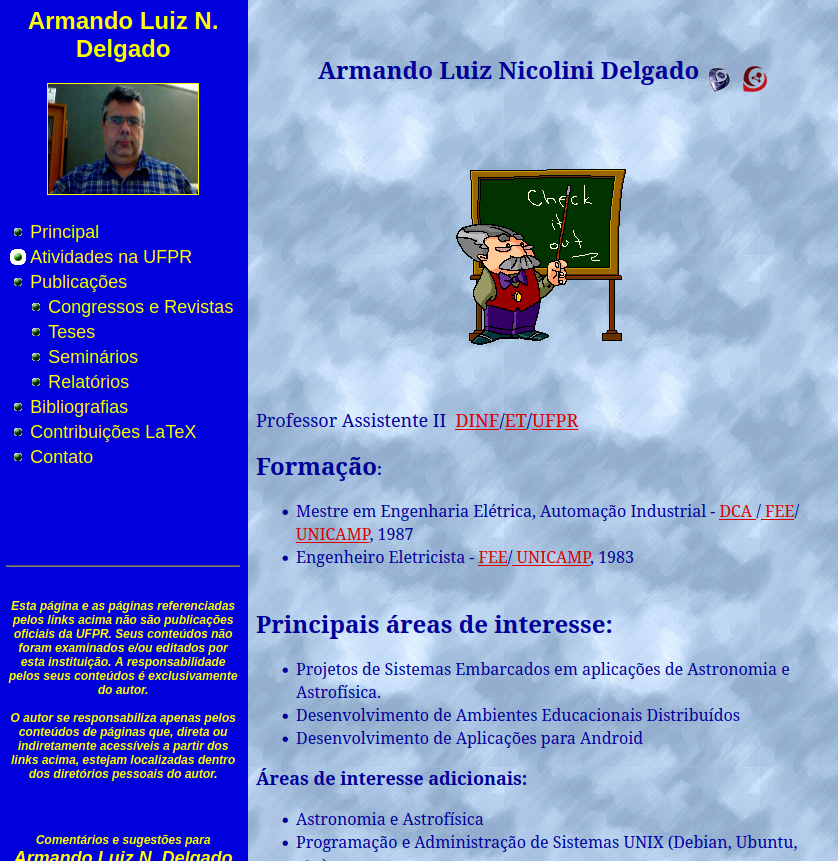 Armando Luiz N.
Delgado
Principal
Atividades na UFPR
Publicações
Congressos e Revistas
Teses
Seminários
Relatórios
Bibliografias
Contribuições LaTeX
Contato
Esta página e as páginas referenciadas
pelos links acima não são publicações
oficiais da UFPR. Seus conteúdos não
foram examinados e/ou editados por
esta instituição. A responsabilidade
pelos seus conteúdos é exclusivamente
do autor.
O autor se responsabiliza apenas pelos
conteúdos de páginas que, direta ou
indiretamente acessíveis a partir dos
links acima, estejam localizadas dentro
dos diretórios pessoais do autor.
Comentários e sugestões para
Armando Luiz N. Delgado
Armando Luiz Nicolini Delgado
Check
it
out
Professor Assistente II DINF/ET/UFPR
Formação:
Mestre em Engenharia Elétrica, Automação Industrial - DCA / FEE/
UNICAMP, 1987
Engenheiro Eletricista - FEE/ UNICAMP, 1983
Principais áreas de interesse:
Projetos de Sistemas Embarcados em aplicações de Astronomia e
Astrofísica.
Desenvolvimento de Ambientes Educacionais Distribuídos
Desenvolvimento de Aplicações para Android
Áreas de interesse adicionais:
Astronomia e Astrofísica
Programação e Administração de Sistemas UNIX (Debian, Ubuntu,